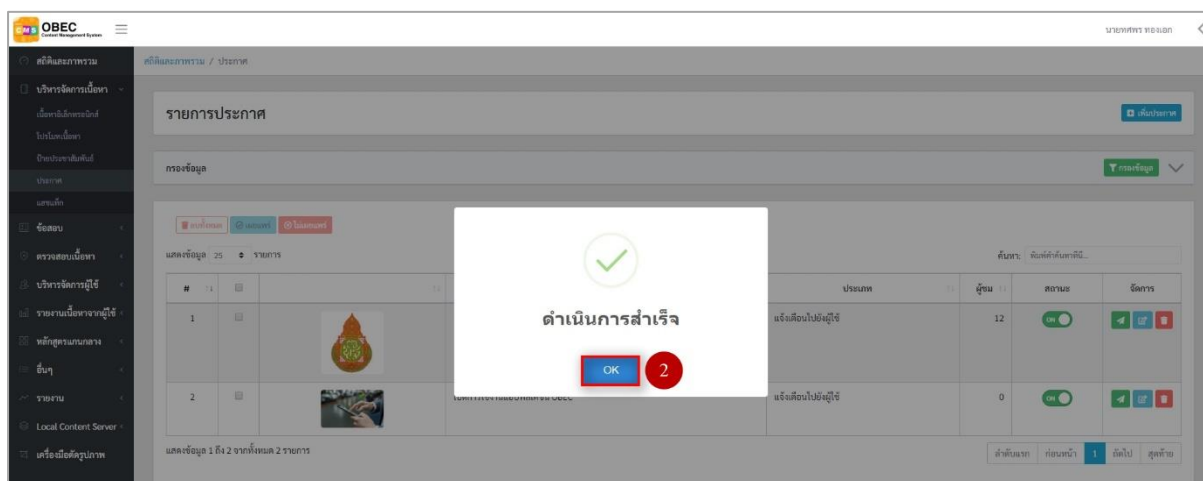 CMS OBEC
Content Management System
นายทศพร ทองเอก
สถิติและภาพรวม
สถิติและภาพรวม / ประกาศ
บริหารจัดการเนื้อหา
เนื้อหาอิเล็กทรอนิกส์
โปรโมทเนื้อหา
ป้ายประชาสัมพันธ์
ประกาศ
แฮชแท็ก
ข้อสอบ
ตรวจสอบเนื้อหา
บริหารจัดการผู้ใช้
รายงานเนื้อหาจากผู้ใช้
หลักสูตรแกนกลาง
อื่นๆ
รายงาน
Local Content Server
เครื่องมือตัดรูปภาพ
รายการประกาศ
เพิ่มประกาศ
กรองข้อมูล
กรองข้อมูล
ลบทั้งหมด เผยแพร่ ไม่เผยแพร่
แสดงข้อมูล 25 รายการ
ค้นหา: พิมพ์คำค้นหาที่นี่...
# ประเภท ผู้ชม สถานะ จัดการ
1 แจ้งเตือนไปยังผู้ใช้ 12 ON
2 แจ้งเตือนไปยังผู้ใช้ 0 ON
แสดงข้อมูล 1 ถึง 2 จากทั้งหมด 2 รายการ
ลำดับแรก ก่อนหน้า 1 ถัดไป สุดท้าย
ดำเนินการสำเร็จ
OK 2